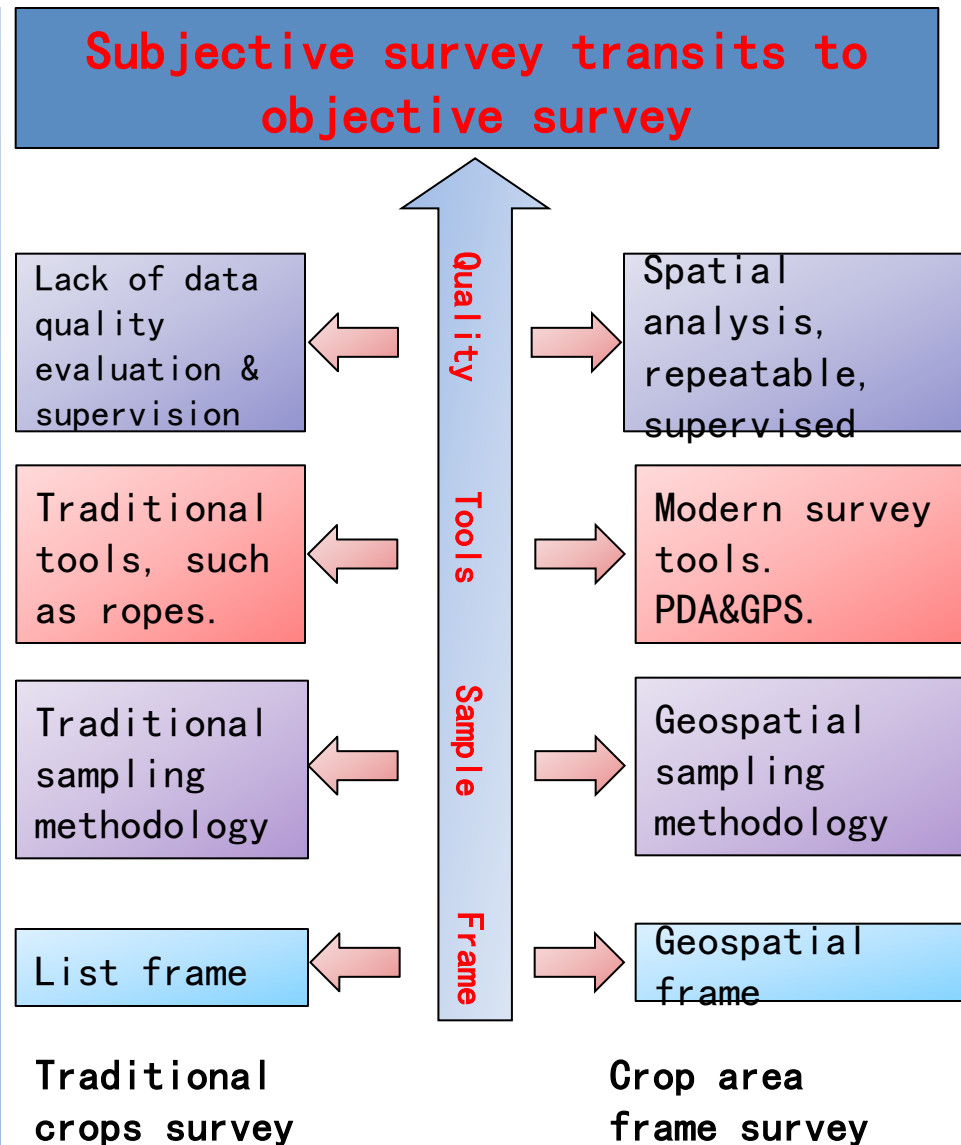 Subjective survey transits to
objective survey
Lack of data
quality
evaluation &
supervision
Quality
Spatial
analysis,
repeatable,
supervised
Traditional
tools, such
as ropes.
Tools
Modern survey
tools.
PDA&GPS.
Traditional
sampling
methodology
Sample
Geospatial
sampling
methodology
List frame
Frame
Geospatial
frame
Traditional
crops survey
Crop area
frame survey